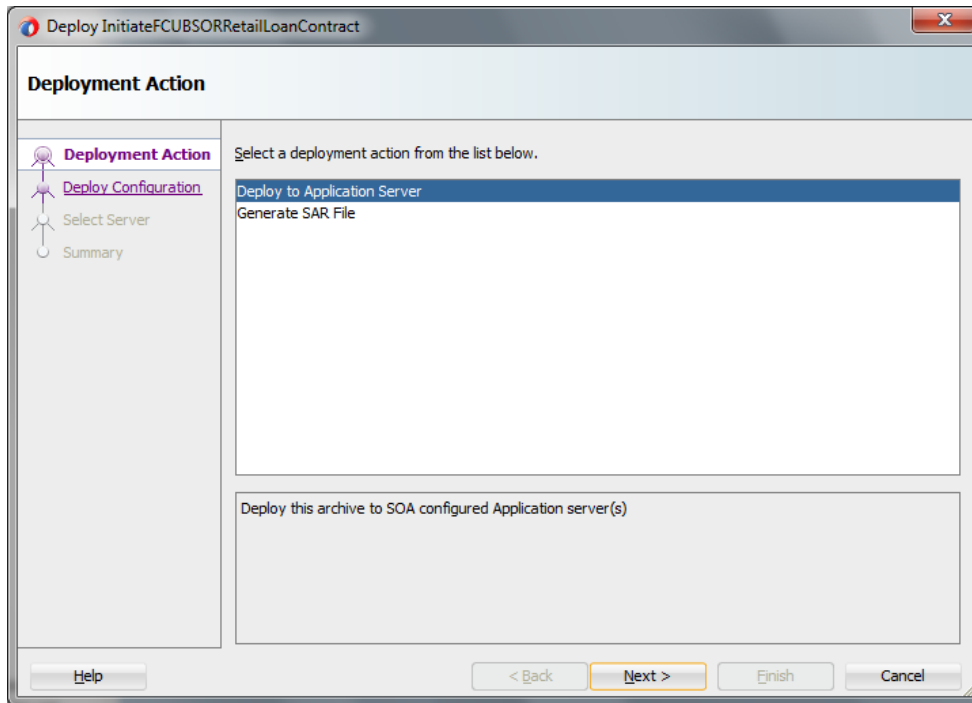 Deploy InitiateFCUBSORRetailLoanContract
Deployment Action
Deployment Action
Deploy Configuration
Select Server
Summary
Select a deployment action from the list below.
Deploy to Application Server
Generate SAR File
Deploy this archive to SOA configured Application server(s)
Help
< Back
Next >
Finish
Cancel